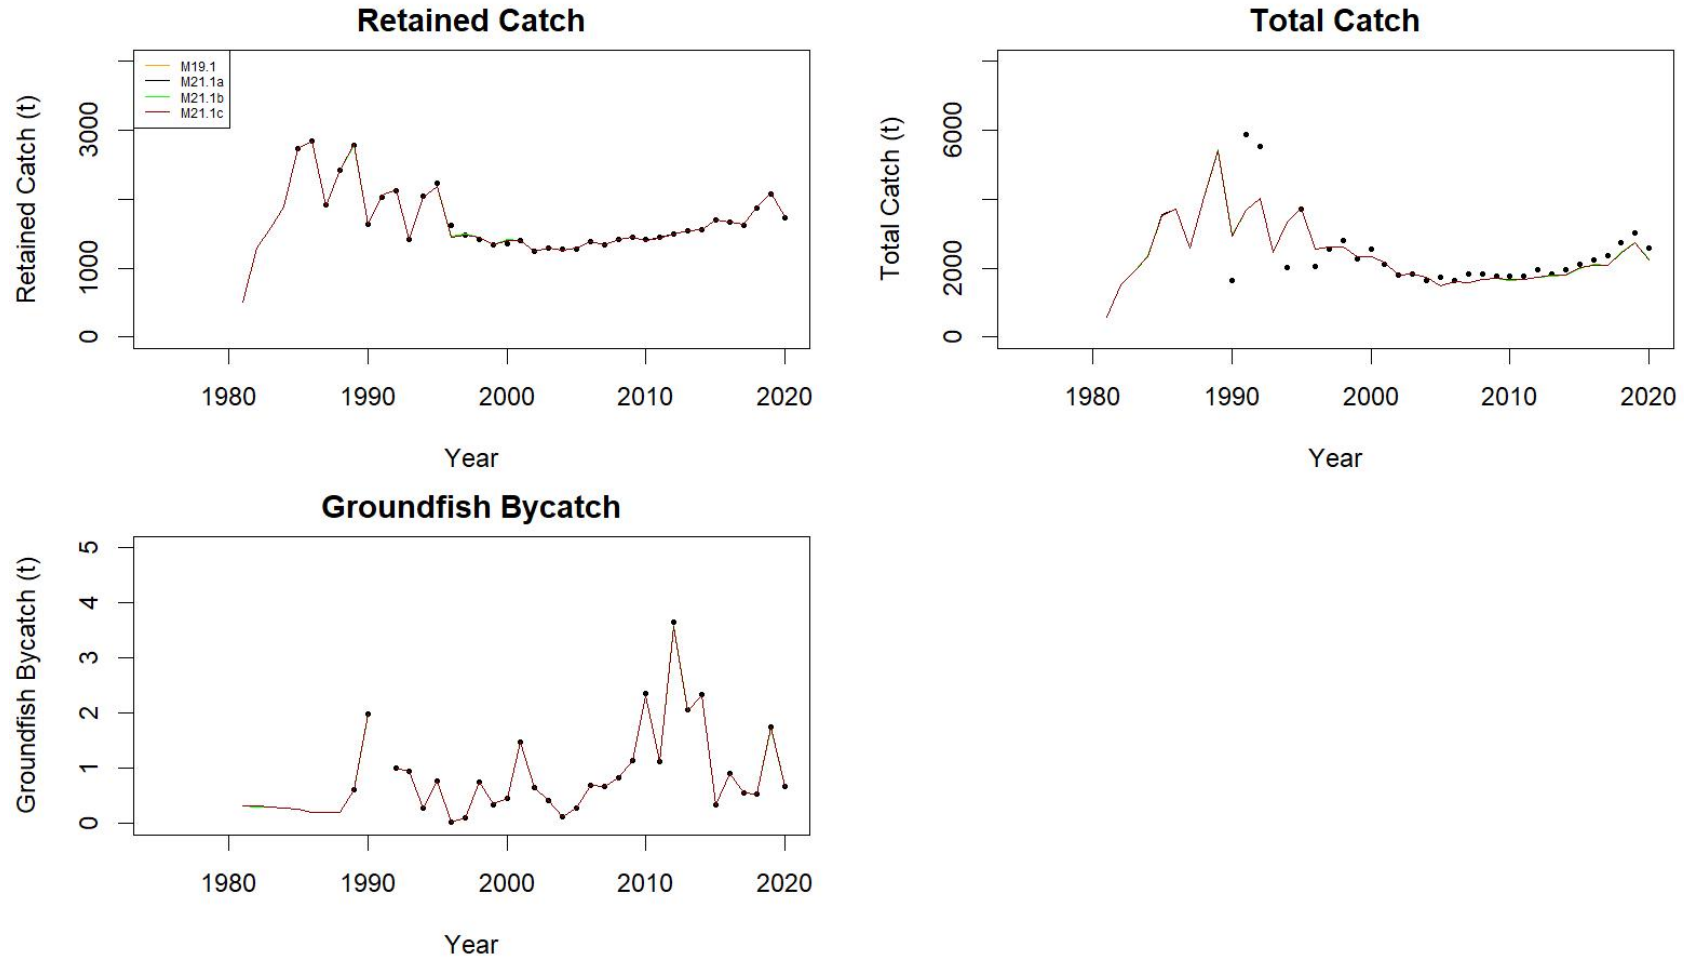 Retained Catch
Retained Catch (t)
3000
1000
0
M19.1
M21.1a
M21.1b
M21.1c
1980 1990 2000 2010 2020
Year
Total Catch
Total Catch (t)
6000
2000
0
1980 1990 2000 2010 2020
Year
Groundfish Bycatch
Groundfish Bycatch (t)
5
4
3
2
1
0
1980 1990 2000 2010 2020
Year